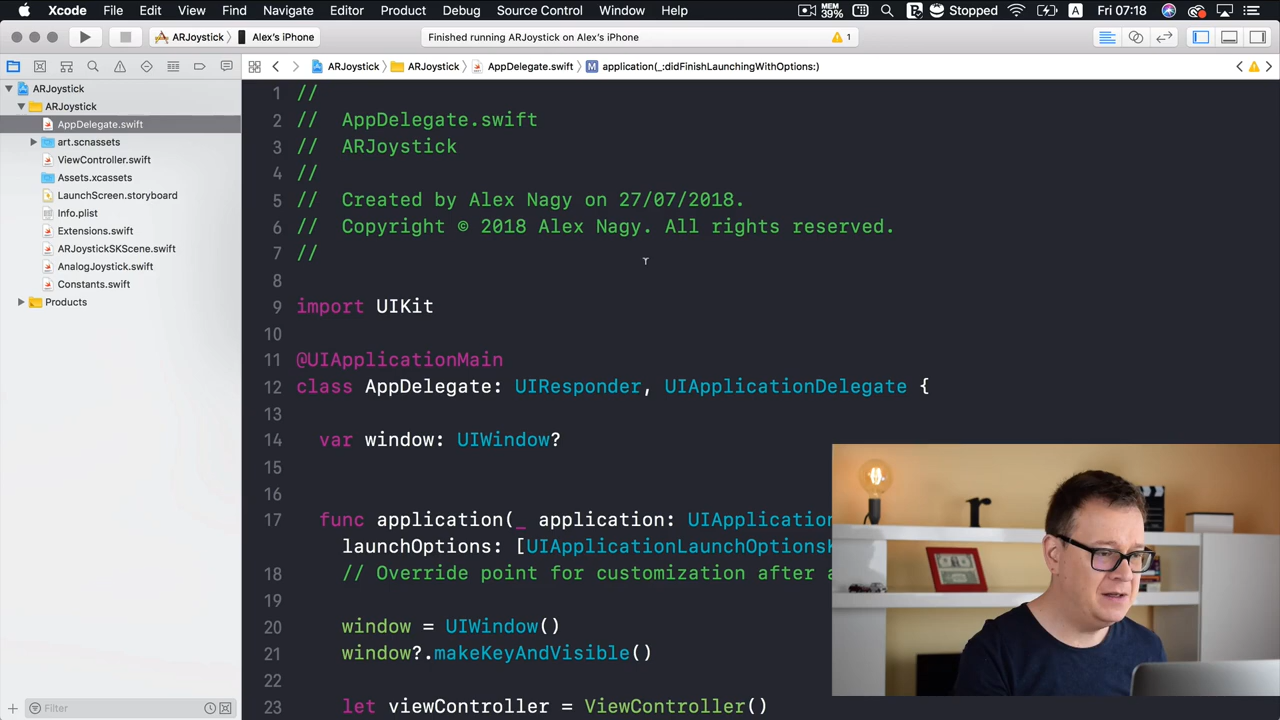 Xcode File Edit View Find Navigate Editor Product Debug Source Control Window Help MEM 39% Stopped A Fri 07:18
ARJoystick Alex's iPhone Finished running ARJoystick on Alex's iPhone 1
ARJoystick ARJoystick AppDelegate.swift M application(_:didFinishLaunchingWithOptions:)
ARJoystick
ARJoystick
AppDelegate.swift
art.scnassets
ViewController.swift
Assets.xcassets
LaunchScreen.storyboard
Info.plist
Extensions.swift
ARJoystickSKScene.swift
AnalogJoystick.swift
Constants.swift
Products
Filter
1 //
2 // AppDelegate.swift
3 // ARJoystick
4 //
5 // Created by Alex Nagy on 27/07/2018.
6 // Copyright © 2018 Alex Nagy. All rights reserved.
7 //
8
9 import UIKit
10
11 @UIApplicationMain
12 class AppDelegate: UIResponder, UIApplicationDelegate {
13
14 var window: UIWindow?
15
16
17 func application(_ application: UIApplication
launchOptions: [UIApplicationLaunchOptionsK
18 // Override point for customization after a
19
20 window = UIWindow()
21 window?.makeKeyAndVisible()
22
23 let viewController = ViewController()